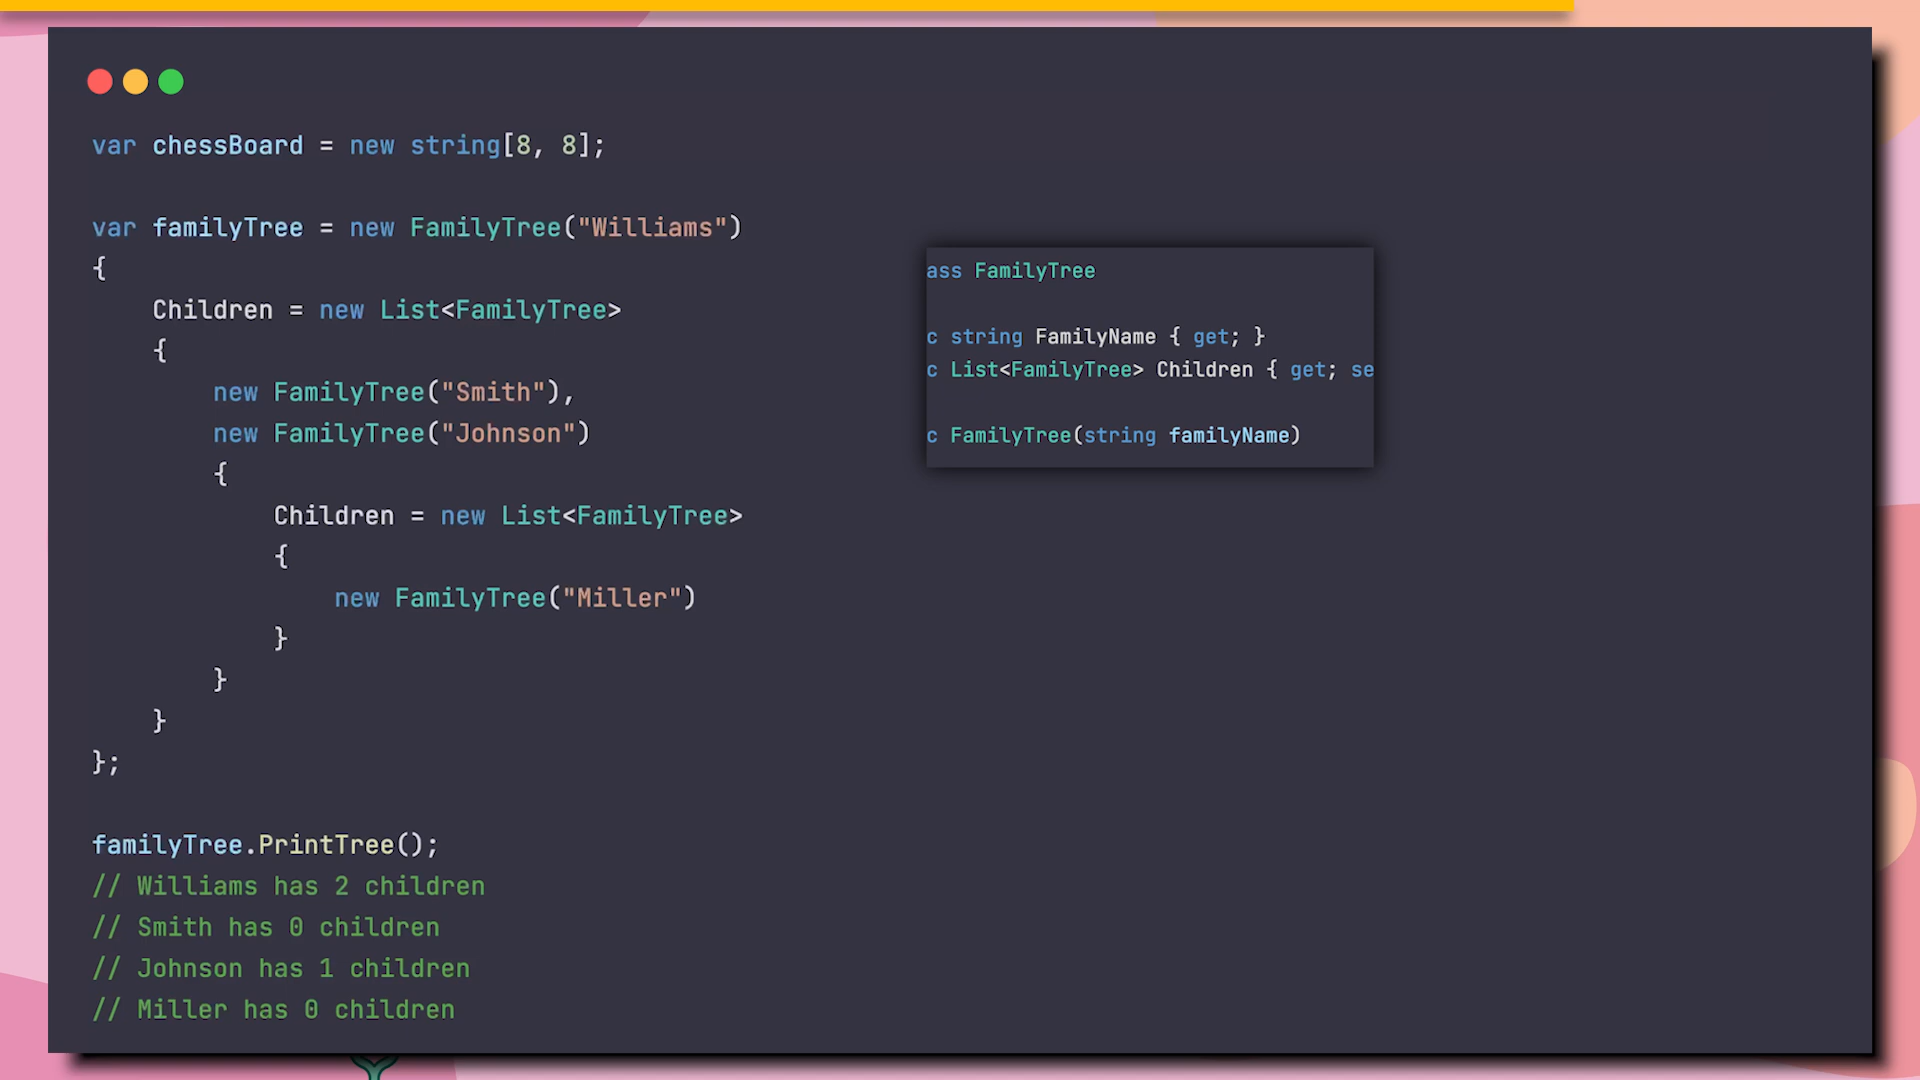 var chessBoard = new string[8, 8];
var familyTree = new FamilyTree("Williams")
{
    Children = new List<FamilyTree>
    {
        new FamilyTree("Smith"),
        new FamilyTree("Johnson")
        {
            Children = new List<FamilyTree>
            {
                new FamilyTree("Miller")
            }
        }
    }
};
familyTree.PrintTree();
// Williams has 2 children
// Smith has 0 children
// Johnson has 1 children
// Miller has 0 children
ass FamilyTree
c string FamilyName { get; }
c List<FamilyTree> Children { get; se
c FamilyTree(string familyName)